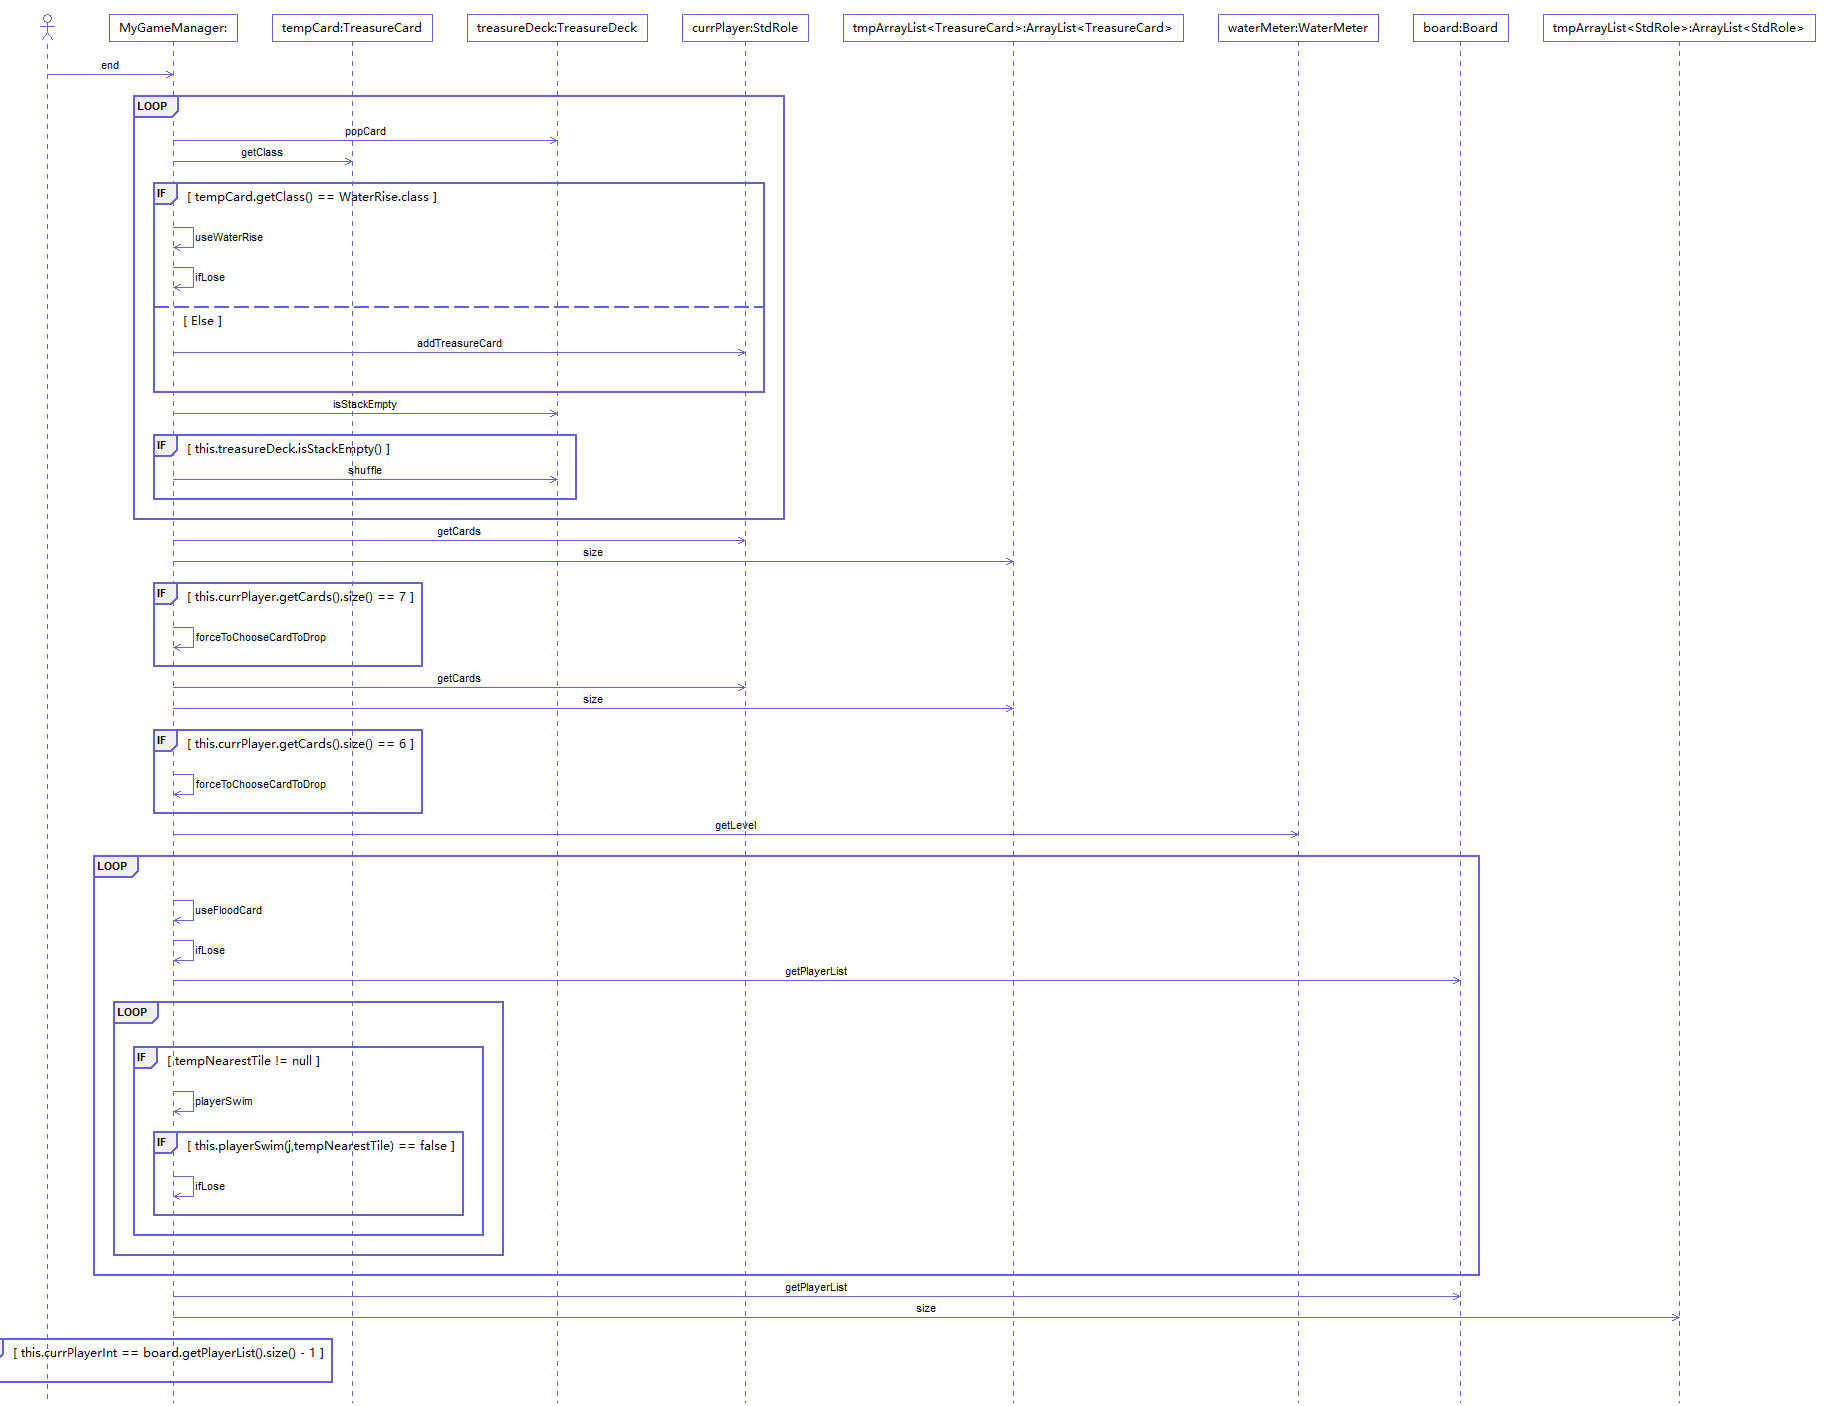 MyGameManager:
tempCard:TreasureCard
treasureDeck:TreasureDeck
currPlayer:StdRole
tmpArrayList<TreasureCard>:ArrayList<TreasureCard>
waterMeter:WaterMeter
board:Board
tmpArrayList<StdRole>:ArrayList<StdRole>
end
LOOP
popCard
getClass
IF
[ tempCard.getClass() == WaterRise.class ]
useWaterRise
ifLose
[ Else ]
addTreasureCard
isStackEmpty
IF
[ this.treasureDeck.isStackEmpty() ]
shuffle
getCards
size
IF
[ this.currPlayer.getCards().size() == 7 ]
forceToChooseCardToDrop
getCards
size
IF
[ this.currPlayer.getCards().size() == 6 ]
forceToChooseCardToDrop
getLevel
LOOP
useFloodCard
ifLose
getPlayerList
LOOP
IF
[ tempNearestTile != null ]
playerSwim
IF
[ this.playerSwim(j,tempNearestTile) == false ]
ifLose
getPlayerList
size
[ this.currPlayerInt == board.getPlayerList().size() - 1 ]